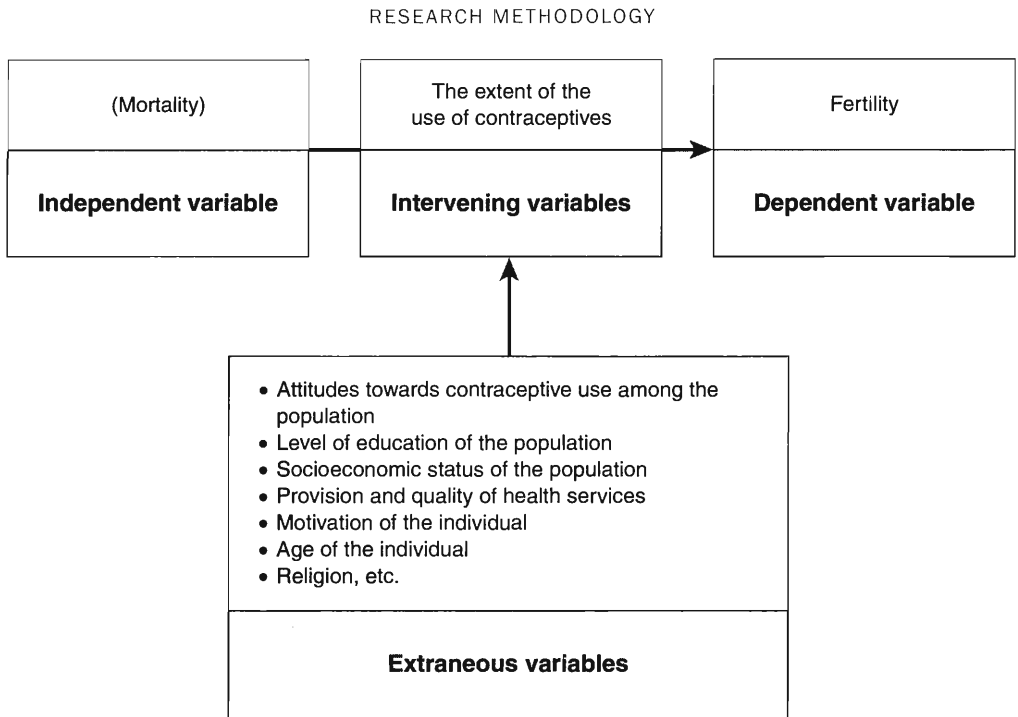 RESEARCH METHODOLOGY
(Mortality)
Independent variable
The extent of the
use of contraceptives
Intervening variables
Fertility
Dependent variable
• Attitudes towards contraceptive use among the
population
• Level of education of the population
• Socioeconomic status of the population
• Provision and quality of health services
• Motivation of the individual
• Age of the individual
• Religion, etc.
Extraneous variables